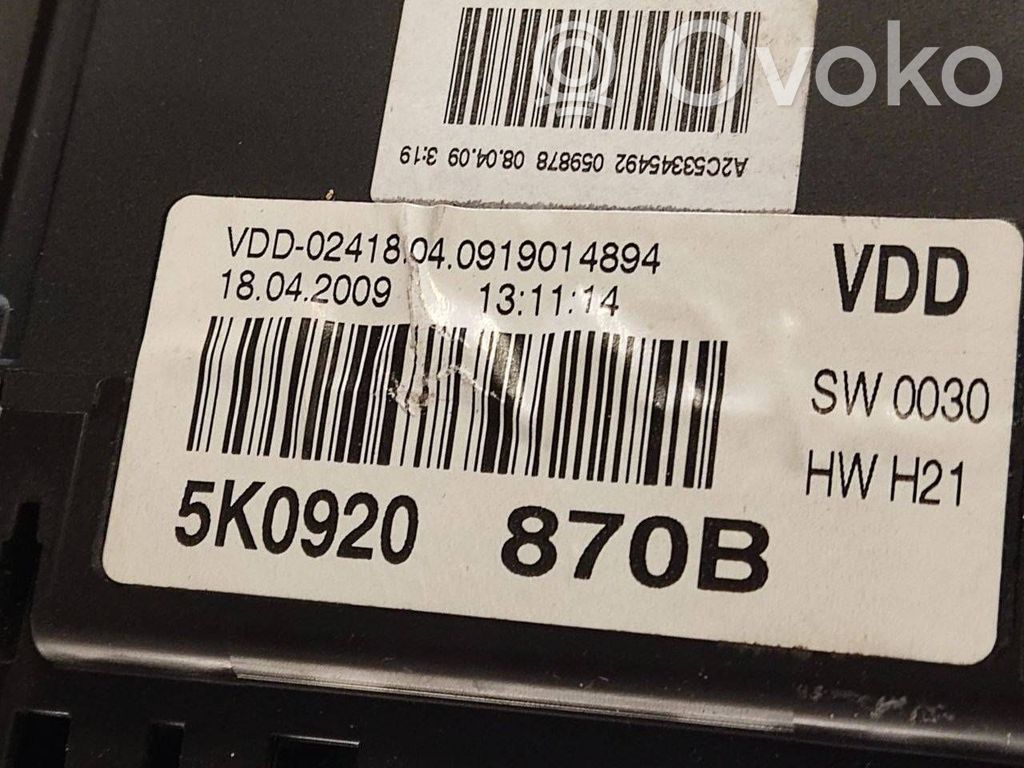 Ovoko
A2C53345492 059878 08.04.09 3:19
VDD-02418.04.0919014894
18.04.2009 13:11:14
VDD
SW 0030
HW H21
5K0920 870B